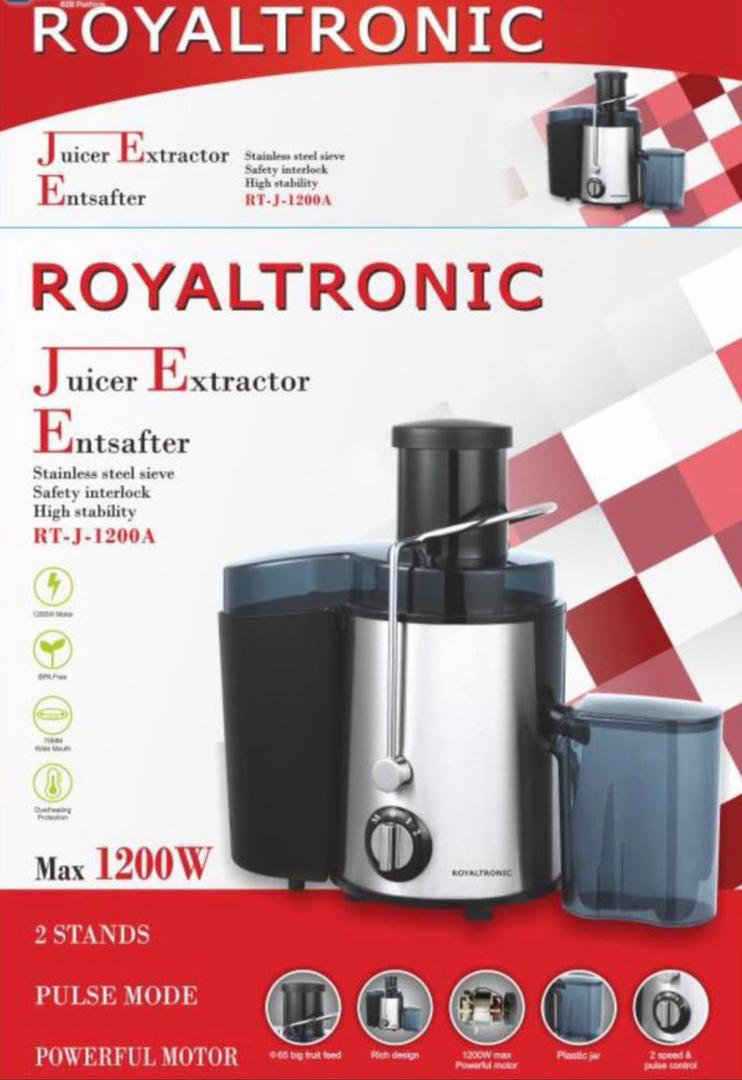 B2B Platform
ROYALTRONIC
Juicer Extractor
Entsafter
Stainless steel sieve
Safety interlock
High stability
RT-J-1200A
ROYALTRONIC
Juicer Extractor
Entsafter
Stainless steel sieve
Safety interlock
High stability
RT-J-1200A
1200W Motor
BPA Free
75MM
Wide Mouth
Overheating
Protection
Max 1200W
ROYALTRONIC
2 STANDS
PULSE MODE
POWERFUL MOTOR
Φ65 big fruit feed
Rich design
1200W max
Powerful motor
Plastic jar
2 speed &
pulse control